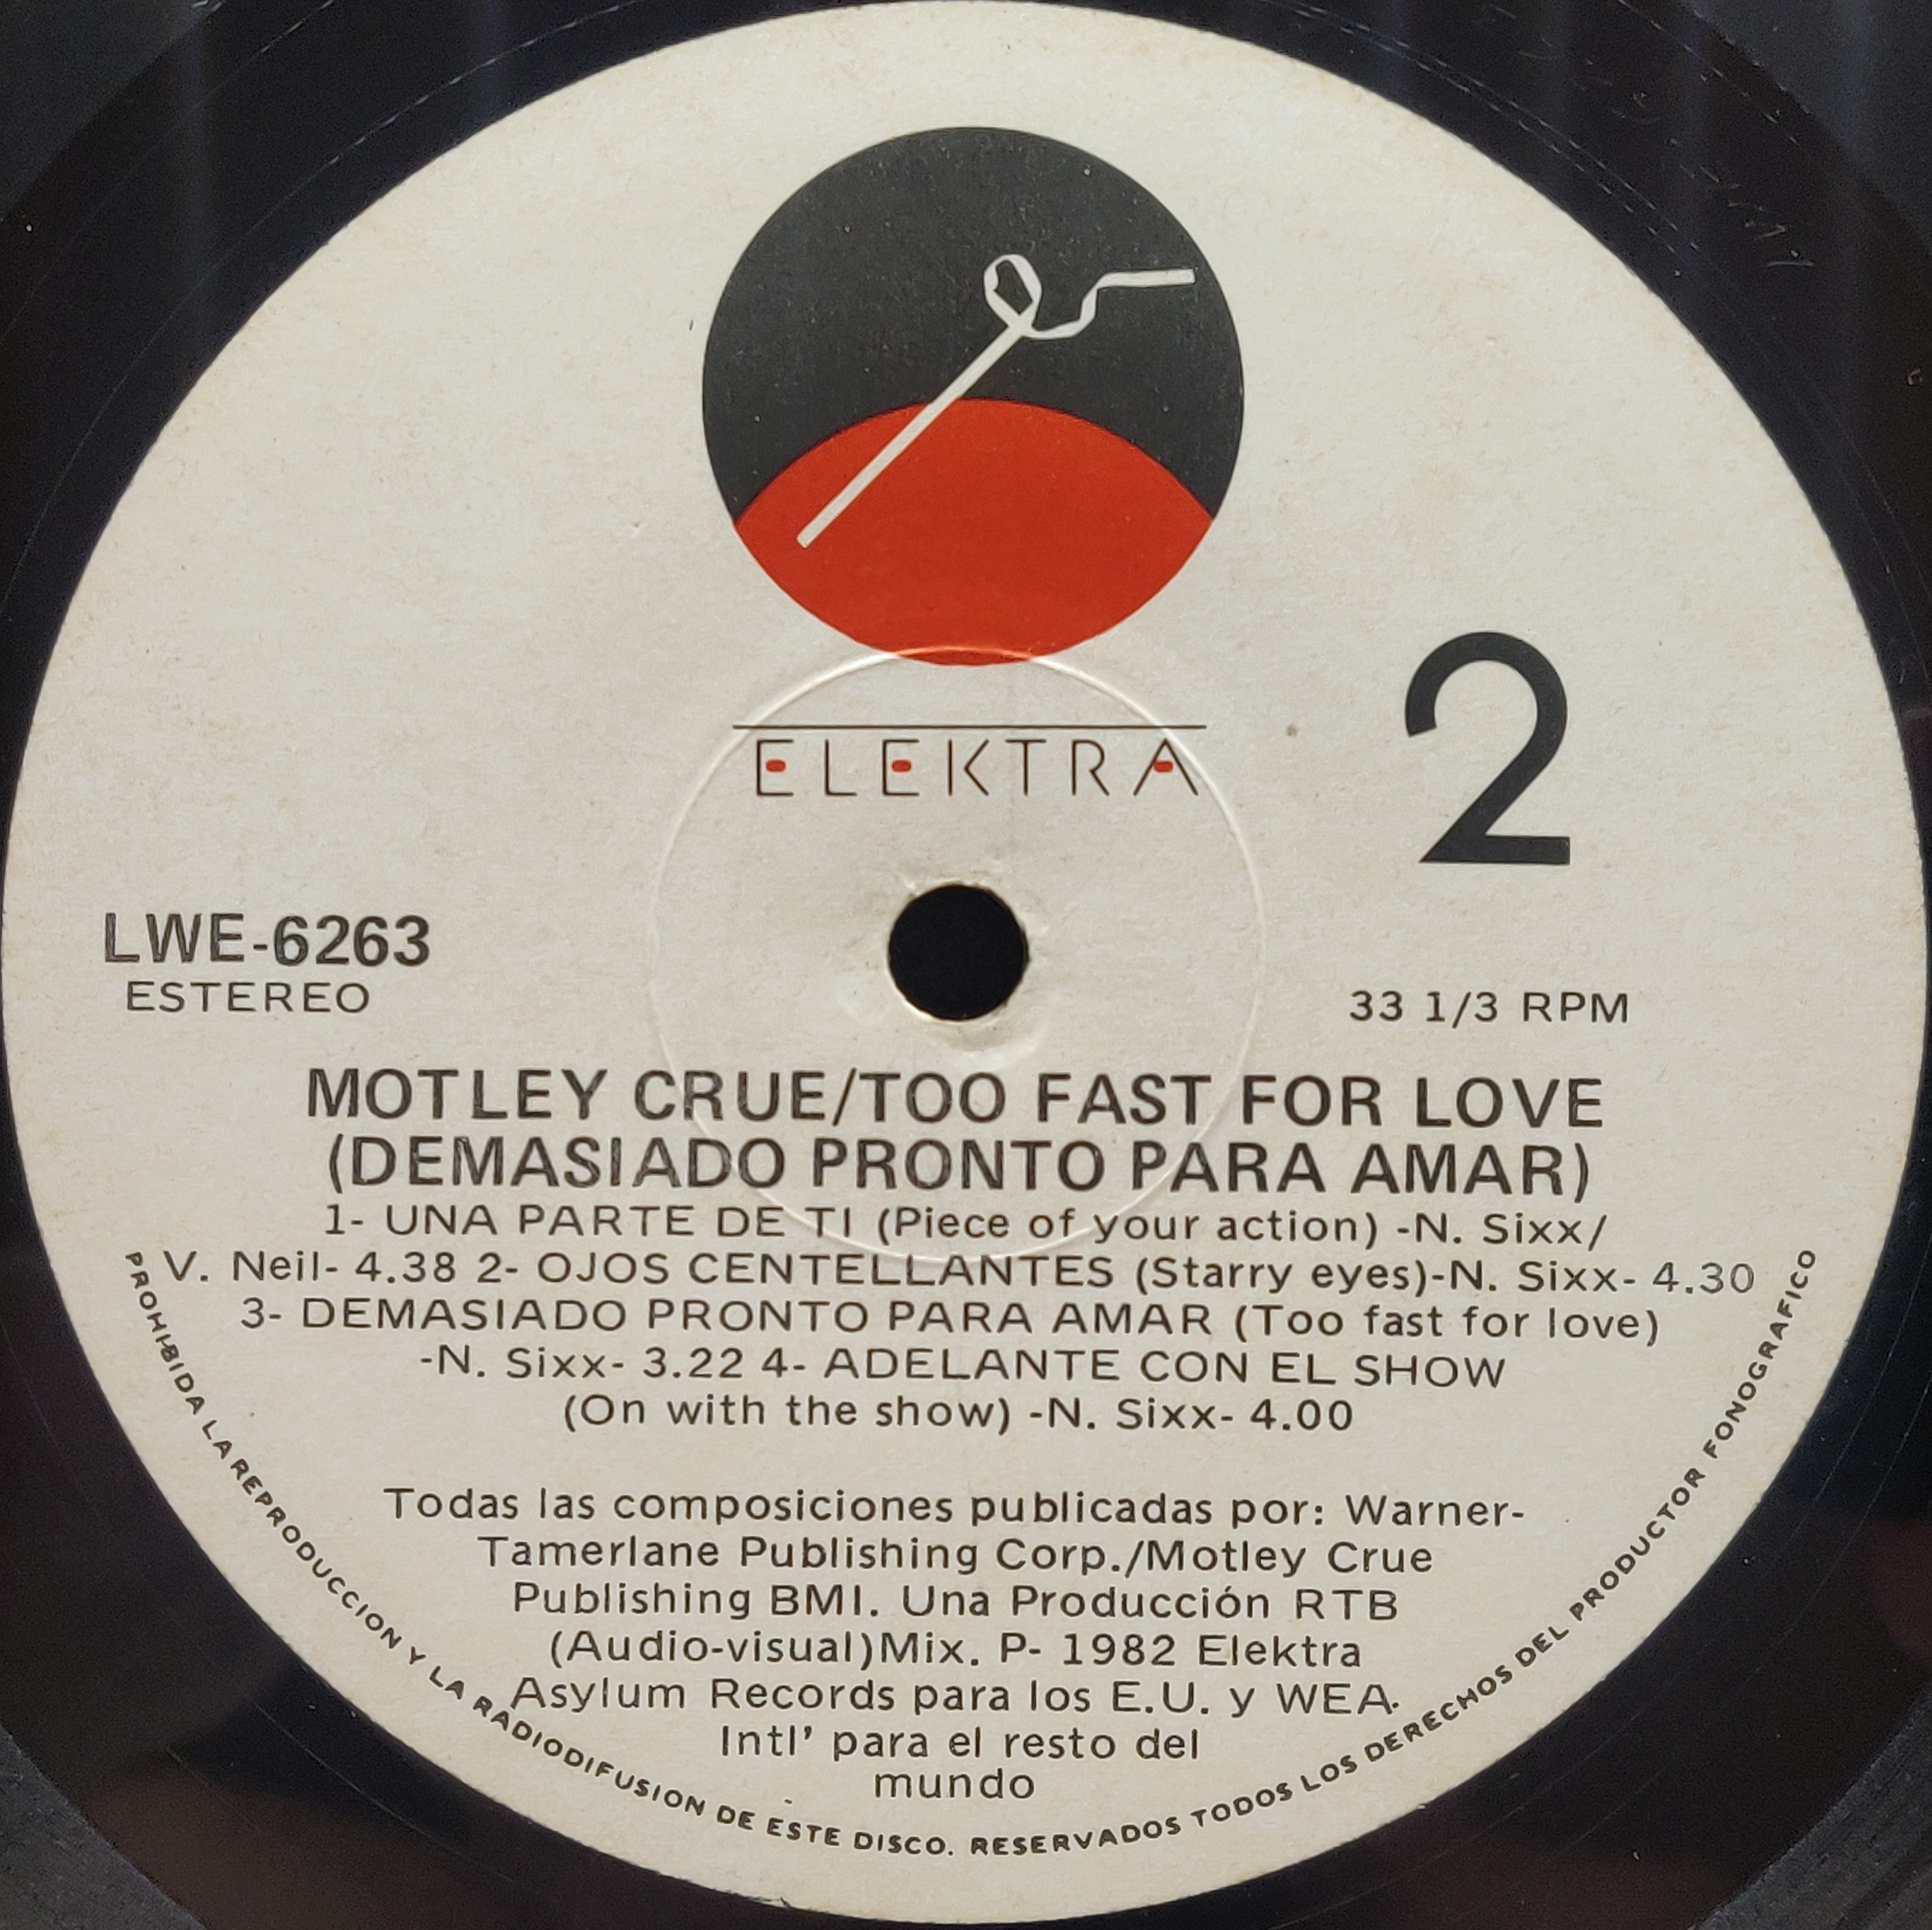 ELEKTRA
2
LWE-6263
ESTEREO
33 1/3 RPM
MOTLEY CRUE/TOO FAST FOR LOVE
(DEMASIADO PRONTO PARA AMAR)
1- UNA PARTE DE TI (Piece of your action) -N. Sixx/
V. Neil- 4.38 2- OJOS CENTELLANTES (Starry eyes)-N. Sixx- 4.30
3- DEMASIADO PRONTO PARA AMAR (Too fast for love)
-N. Sixx- 3.22 4- ADELANTE CON EL SHOW
(On with the show) -N. Sixx- 4.00
Todas las composiciones publicadas por: Warner-
Tamerlane Publishing Corp./Motley Crue
Publishing BMI. Una Producción RTB
(Audio-visual)Mix. P- 1982 Elektra
Asylum Records para los E.U. y WEA.
Intl' para el resto del
mundo
PROHIBIDA LA REPRODUCCION Y LA RADIODIFUSION DE ESTE DISCO. RESERVADOS TODOS LOS DERECHOS DEL PRODUCTOR FONOGRAFICO